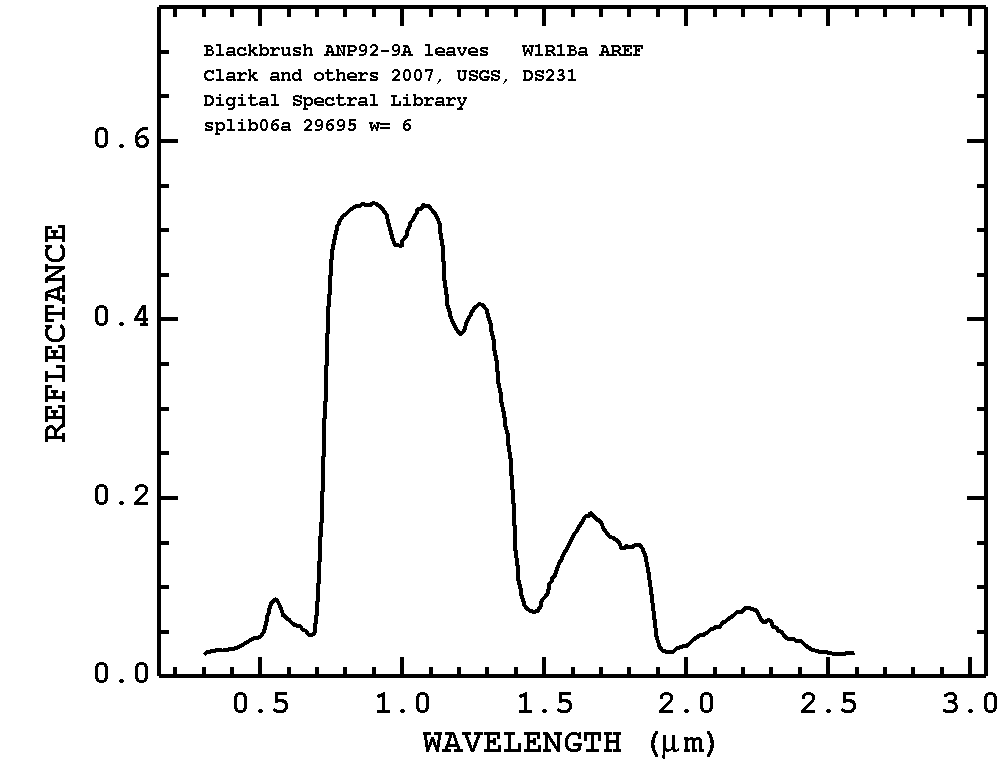 Blackbrush ANP92-9A leaves W1R1Ba AREF
Clark and others 2007, USGS, DS231
Digital Spectral Library
splib06a 29695 w= 6
0.6
0.4
0.2
0.0
REFLECTANCE
0.5 1.0 1.5 2.0 2.5 3.0
WAVELENGTH (μm)